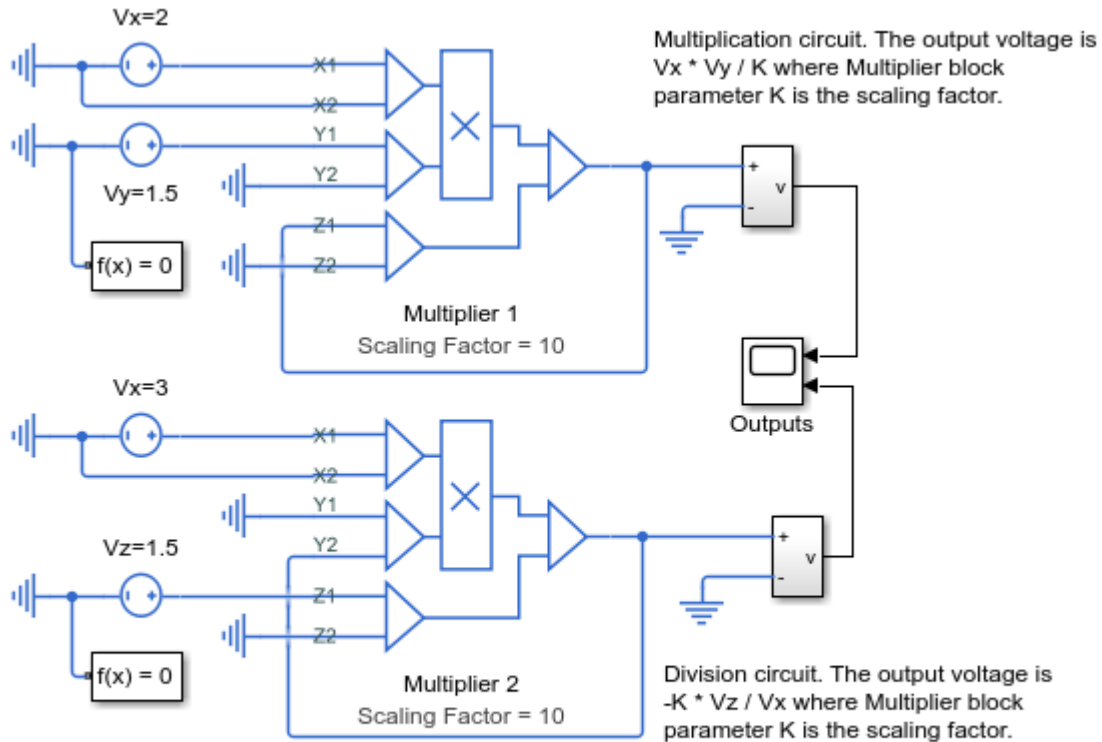 Vx=2
Multiplication circuit. The output voltage is
Vx * Vy / K where Multiplier block
parameter K is the scaling factor.
X1
X2
Y1
Y2
Vy=1.5
Z1
f(x) = 0
Z2
+
-
v
Multiplier 1
Scaling Factor = 10
Vx=3
Outputs
X1
X2
Y1
Y2
Vz=1.5
Z1
Z2
+
-
v
f(x) = 0
Multiplier 2
Scaling Factor = 10
Division circuit. The output voltage is
-K * Vz / Vx where Multiplier block
parameter K is the scaling factor.